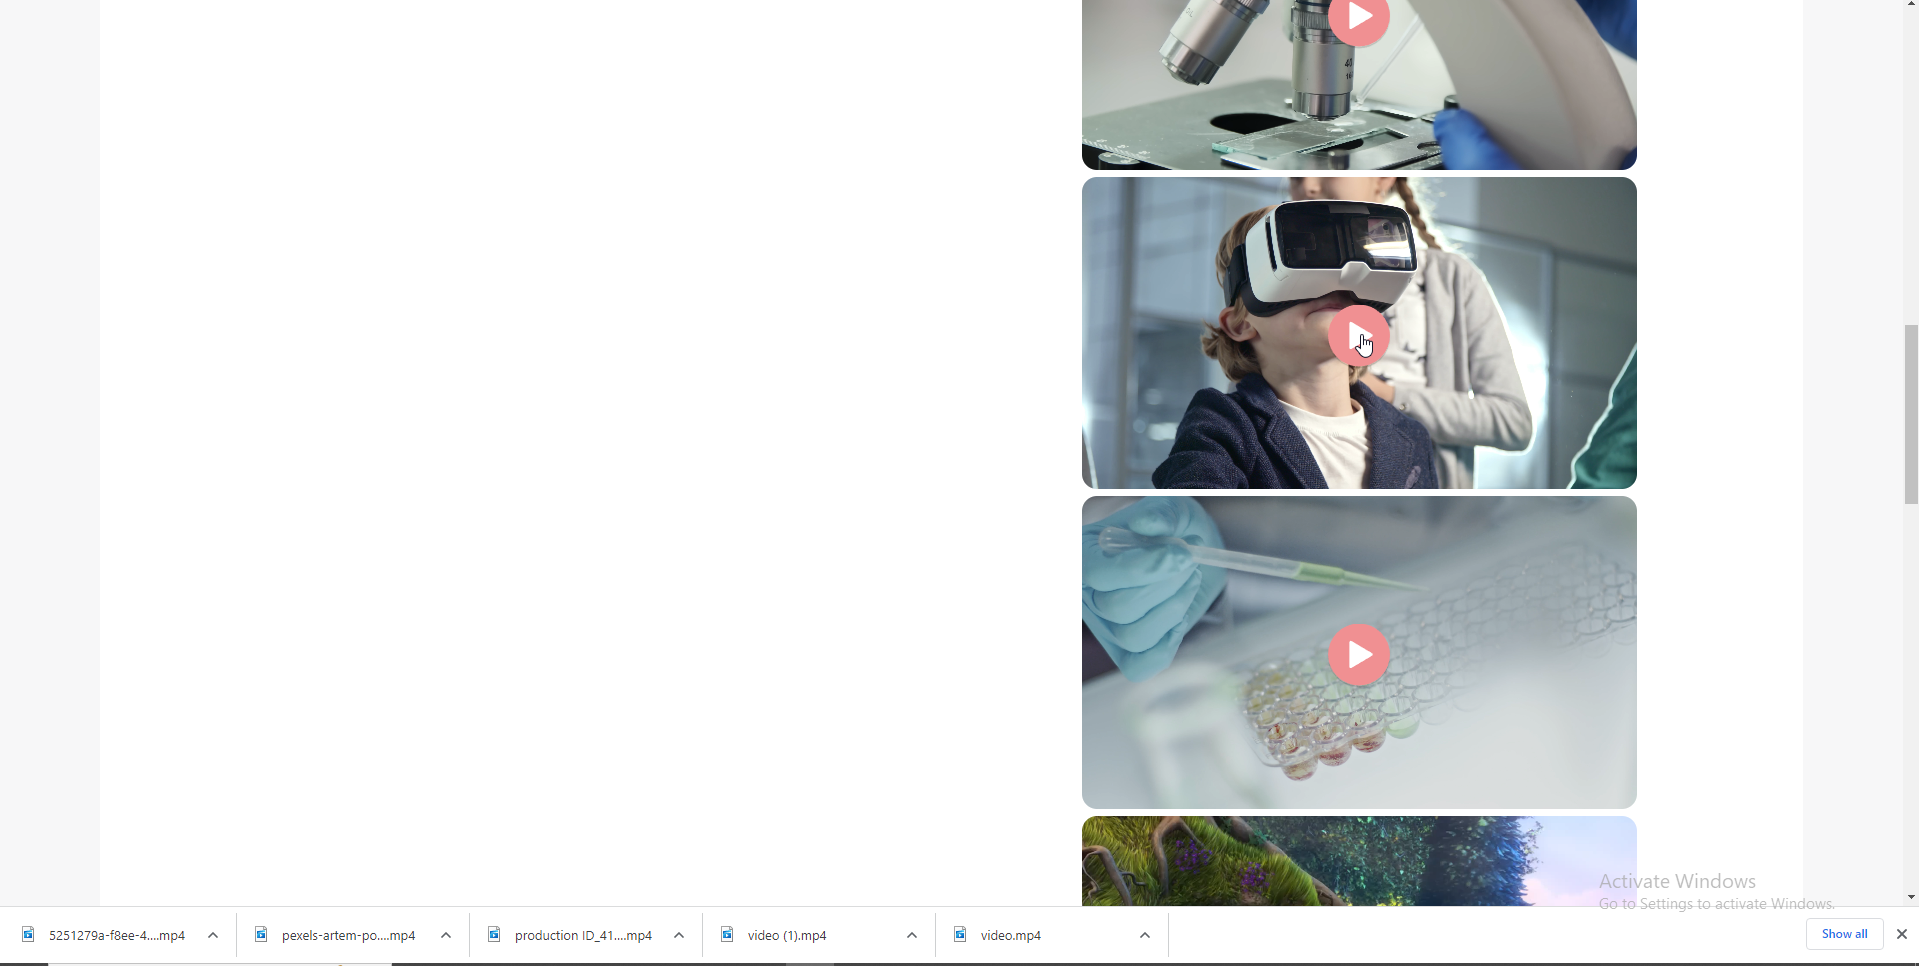 40
Activate Windows
Go to Settings to activate Windows.
5251279a-f8ee-4....mp4
pexels-artem-po....mp4
production ID_41....mp4
video (1).mp4
video.mp4
Show all